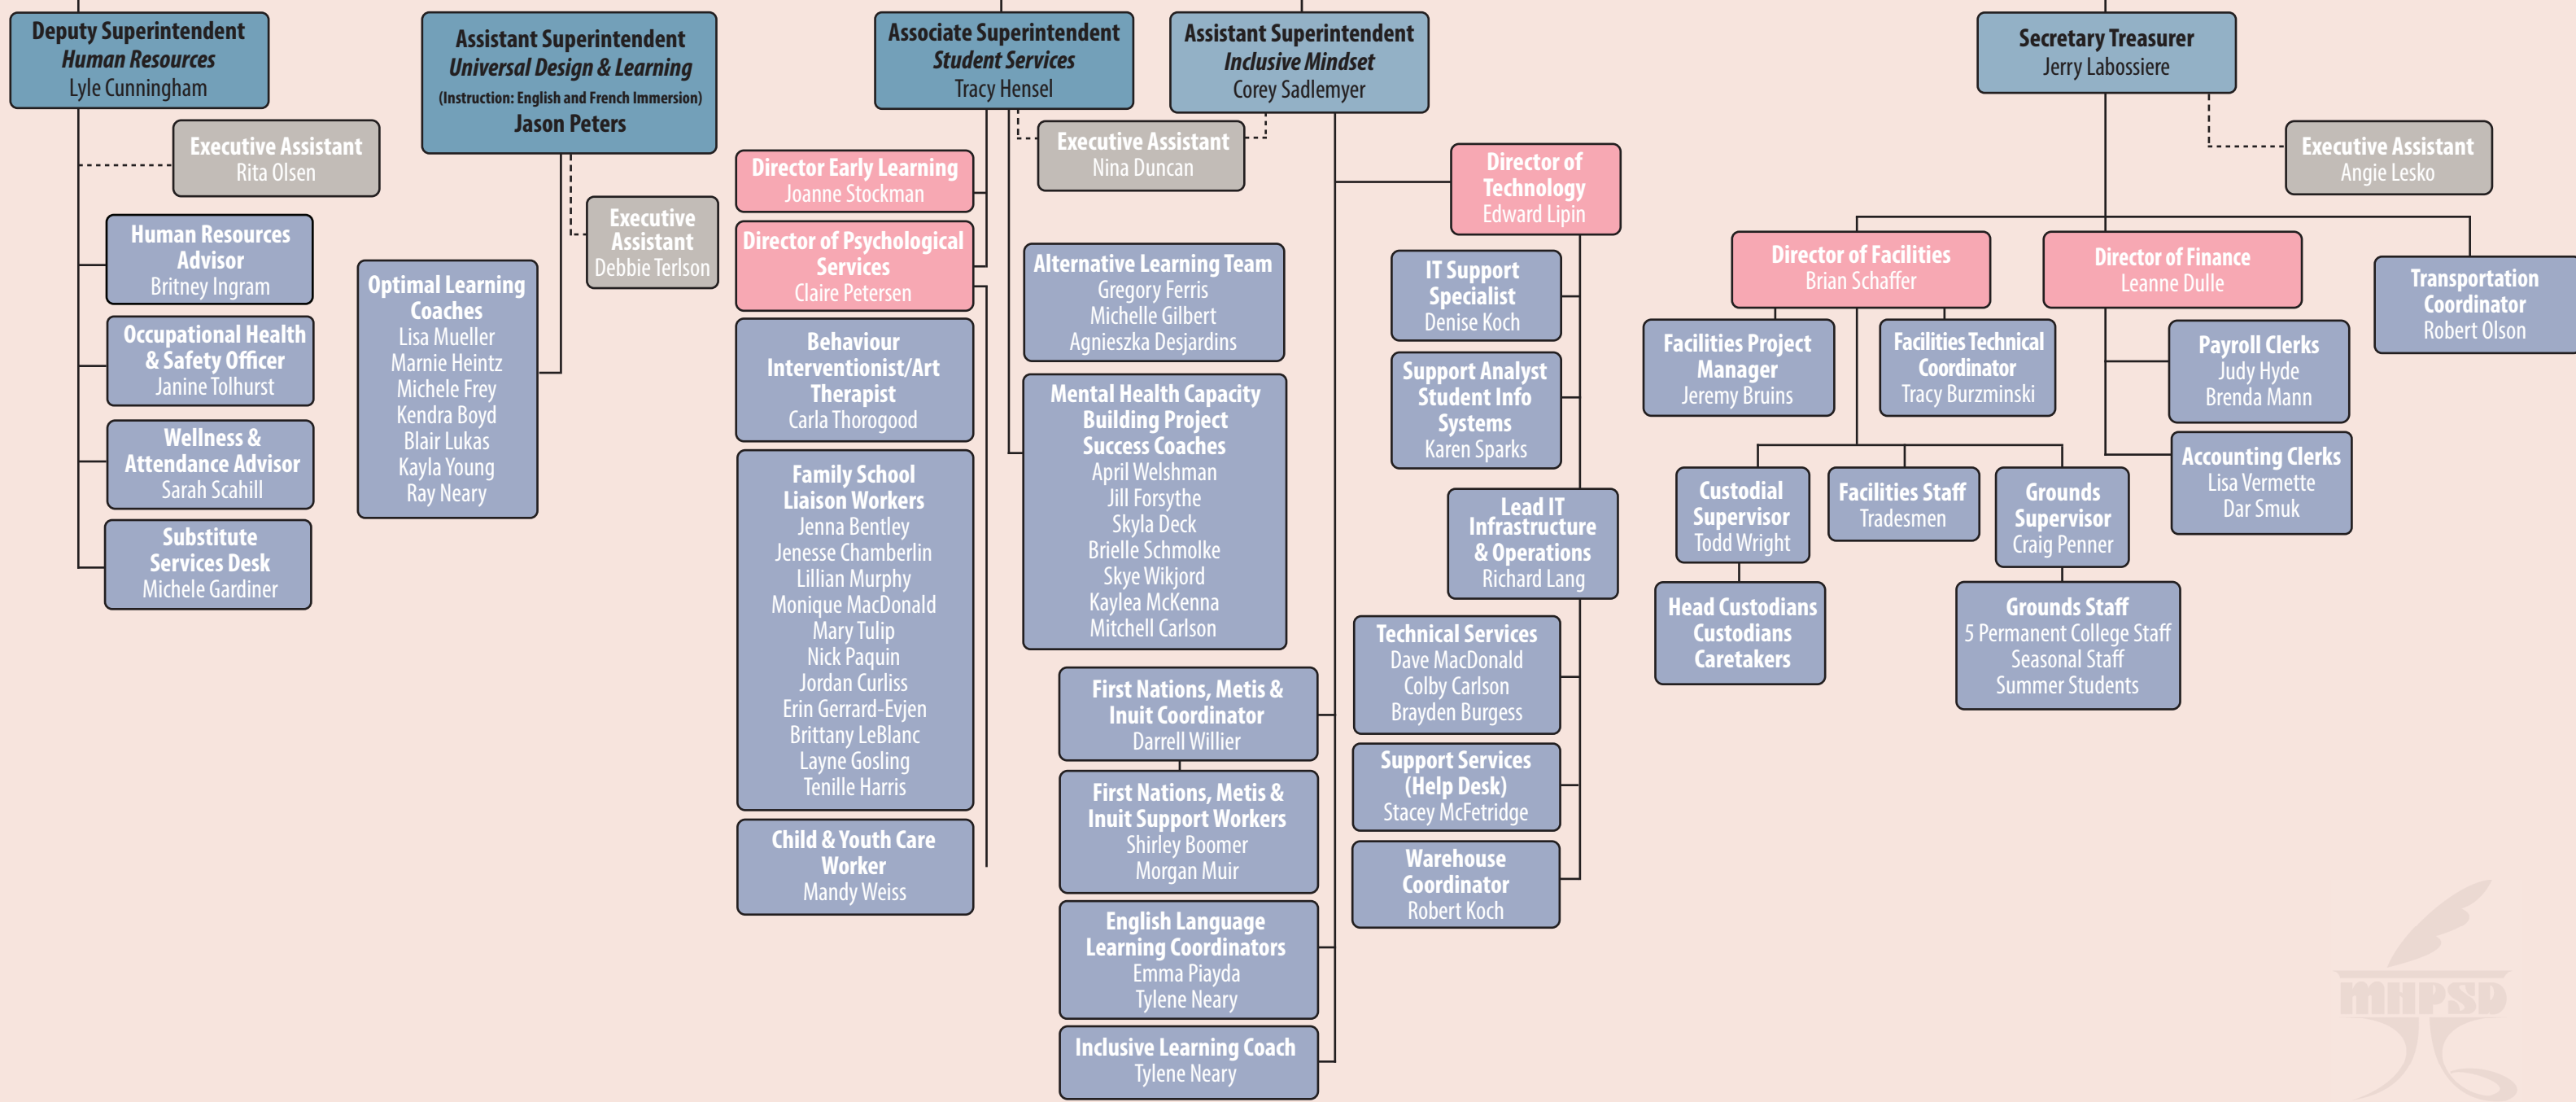 Deputy Superintendent
Human Resources
Lyle Cunningham
Executive Assistant
Rita Olsen
Human Resources
Advisor
Britney Ingram
Occupational Health
& Safety Officer
Janine Tolhurst
Wellness &
Attendance Advisor
Sarah Scahill
Substitute
Services Desk
Michele Gardiner
Assistant Superintendent
Universal Design & Learning
(Instruction: English and French Immersion)
Jason Peters
Executive
Assistant
Debbie Terlson
Optimal Learning
Coaches
Lisa Mueller
Marnie Heintz
Michele Frey
Kendra Boyd
Blair Lukas
Kayla Young
Ray Neary
Associate Superintendent
Student Services
Tracy Hensel
Director Early Learning
Joanne Stockman
Director of Psychological
Services
Claire Petersen
Behaviour
Interventionist/Art
Therapist
Carla Thorogood
Family School
Liaison Workers
Jenna Bentley
Jenesse Chamberlin
Lillian Murphy
Monique MacDonald
Mary Tulip
Nick Paquin
Jordan Curliss
Erin Gerrard-Evjen
Brittany LeBlanc
Layne Gosling
Tenille Harris
Child & Youth Care
Worker
Mandy Weiss
Executive Assistant
Nina Duncan
Alternative Learning Team
Gregory Ferris
Michelle Gilbert
Agnieszka Desjardins
Mental Health Capacity
Building Project
Success Coaches
April Welshman
Jill Forsythe
Skyla Deck
Brielle Schmolke
Skye Wikjord
Kaylea McKenna
Mitchell Carlson
Assistant Superintendent
Inclusive Mindset
Corey Sadlemyer
First Nations, Metis &
Inuit Coordinator
Darrell Willier
First Nations, Metis &
Inuit Support Workers
Shirley Boomer
Morgan Muir
English Language
Learning Coordinators
Emma Piayda
Tylene Neary
Inclusive Learning Coach
Tylene Neary
Director of
Technology
Edward Lipin
IT Support
Specialist
Denise Koch
Support Analyst
Student Info
Systems
Karen Sparks
Lead IT
Infrastructure
& Operations
Richard Lang
Technical Services
Dave MacDonald
Colby Carlson
Brayden Burgess
Support Services
(Help Desk)
Stacey McFetridge
Warehouse
Coordinator
Robert Koch
Secretary Treasurer
Jerry Labossiere
Executive Assistant
Angie Lesko
Director of Facilities
Brian Schaffer
Facilities Project
Manager
Jeremy Bruins
Facilities Technical
Coordinator
Tracy Burzminski
Custodial
Supervisor
Todd Wright
Head Custodians
Custodians
Caretakers
Facilities Staff
Tradesmen
Grounds
Supervisor
Craig Penner
Grounds Staff
5 Permanent College Staff
Seasonal Staff
Summer Students
Director of Finance
Leanne Dulle
Payroll Clerks
Judy Hyde
Brenda Mann
Accounting Clerks
Lisa Vermette
Dar Smuk
Transportation
Coordinator
Robert Olson
MHPSD